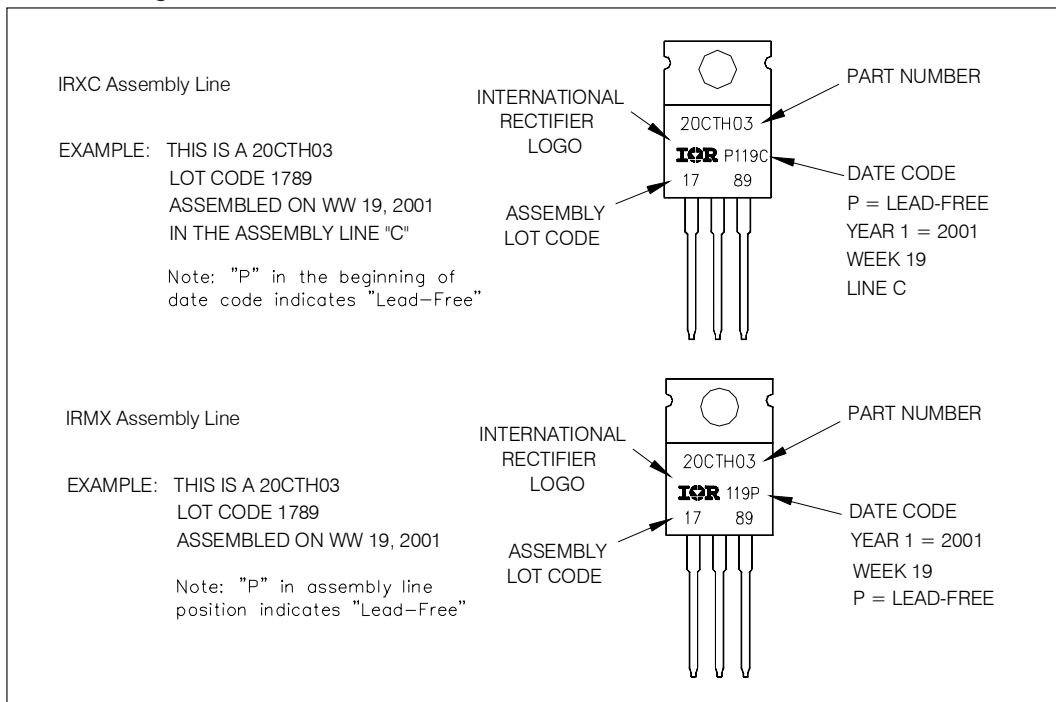 IRXC Assembly Line
EXAMPLE: THIS IS A 20CTH03
LOT CODE 1789
ASSEMBLED ON WW 19, 2001
IN THE ASSEMBLY LINE "C"
Note: "P" in the beginning of
date code indicates "Lead-Free"
INTERNATIONAL
RECTIFIER
LOGO
ASSEMBLY
LOT CODE
20CTH03
IOR P119C
17 89
PART NUMBER
DATE CODE
P = LEAD-FREE
YEAR 1 = 2001
WEEK 19
LINE C
IRMX Assembly Line
EXAMPLE: THIS IS A 20CTH03
LOT CODE 1789
ASSEMBLED ON WW 19, 2001
Note: "P" in assembly line
position indicates "Lead-Free"
INTERNATIONAL
RECTIFIER
LOGO
ASSEMBLY
LOT CODE
20CTH03
IOR 119P
17 89
PART NUMBER
DATE CODE
YEAR 1 = 2001
WEEK 19
P = LEAD-FREE